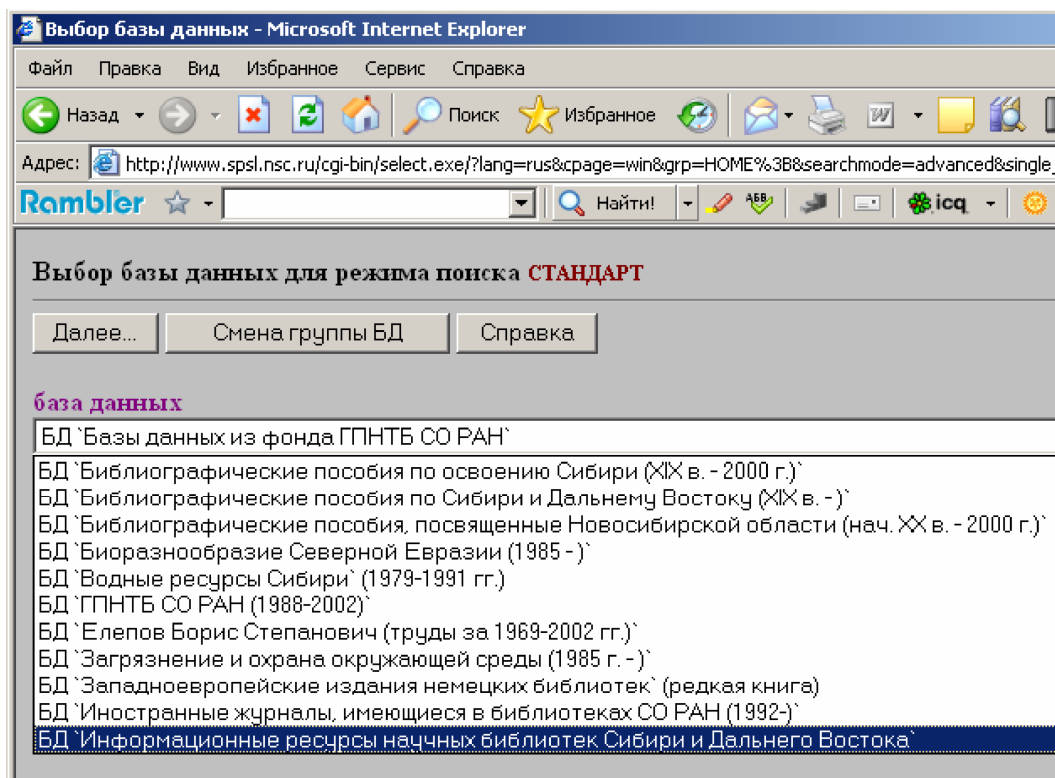 Выбор базы данных - Microsoft Internet Explorer
Файл Правка Вид Избранное Сервис Справка
Назад Поиск Избранное
Адрес: http://www.spsl.nsc.ru/cgi-bin/select.exe/?lang=rus&cpage=win&grp=HOME%3B&searchmode=advanced&single_
Rambler Найти! АБВ icq
Выбор базы данных для режима поиска СТАНДАРТ
Далее... Смена группы БД Справка
база данных
БД `Базы данных из фонда ГПНТБ СО РАН`
БД `Библиографические пособия по освоению Сибири (XIX в. - 2000 г.)`
БД `Библиографические пособия по Сибири и Дальнему Востоку (XIX в. - )`
БД `Библиографические пособия, посвященные Новосибирской области (нач. XX в. - 2000 г.)`
БД `Биоразнообразие Северной Евразии (1985 - )`
БД `Водные ресурсы Сибири` (1979-1991 гг.)
БД `ГПНТБ СО РАН (1988-2002)`
БД `Елепов Борис Степанович (труды за 1969-2002 гг.)`
БД `Загрязнение и охрана окружающей среды (1985 г. - )`
БД `Западноевропейские издания немецких библиотек` (редкая книга)
БД `Иностранные журналы, имеющиеся в библиотеках СО РАН (1992-)`
БД `Информационные ресурсы научных библиотек Сибири и Дальнего Востока`